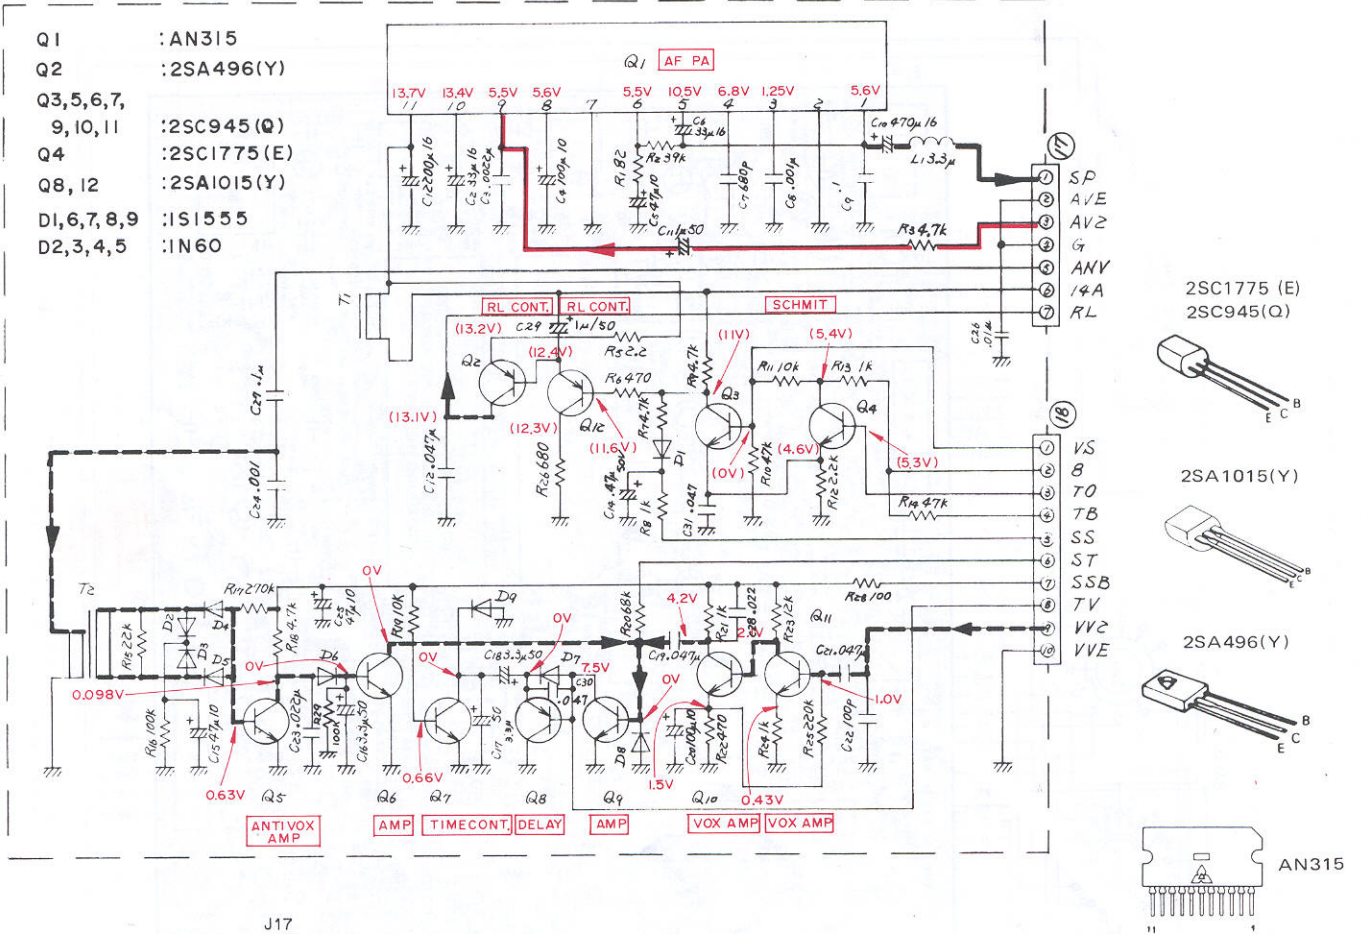 Q1 :AN315
Q2 :2SA496(Y)
Q3,5,6,7,
9,10,11 :2SC945(Q)
Q4 :2SC1775(E)
Q8,12 :2SA1015(Y)
D1,6,7,8,9 :1S1555
D2,3,4,5 :1N60
Q1 AF PA
13.7V 13.4V 5.5V 5.6V 5.5V 10.5V 6.8V 1.25V 5.6V
11 10 9 8 7 6 5 4 3 2 1
C6 33μ16
C10 470μ16
L1 3.3μ
R2 39k
R1 82
C5 47μ10
C12200μ16
C2 33μ16
C3 .0022μ
C4 100μ10
C7 680p
C8 .001μ
C9 .1
C11 1μ50
R3 4.7k
17
1 SP
2 AVE
3 AV2
4 G
5 ANV
6 14A
7 RL
C26 .01μ
T1
RL CONT. RL CONT. SCHMIT
(13.2V) C29 1μ/50 (11V) (5.4V)
(12.4V)
R5 2.2
Q2
R6 470
R9 4.7k
R11 10k R13 1k
Q3 Q4
R7 4.7k
Q12
(13.1V) (12.3V) (11.6V) (0V) (4.6V) (5.3V)
C12 .047μ
R26 680
D1
C14 .47μ 50V
R8 1k
C31 .047
R10 47k
R12 2.2k
R14 47k
C29 .1μ
C24 .001
18
1 VS
2 B
3 TO
4 TB
5 SS
6 ST
7 SSB
8 TV
9 VV2
10 VVE
T2
R15 22k
D2 D4
D3 D5
R17 270k
R18 4.7k
C25 47μ10
0V
R19 10k
D9
R20 68k
4.2V
R21 1k
C28 .022
2.1V
R23 12k
Q11
R28 100
C21 .047μ
C19 .047μ
0V D6 0V C18 3.3μ50 0V D7 7.5V C30 .047 0V
0.098V
1.0V
R16 100k
C15 47μ10
C23 .022μ
R29 100k
C16 3.3μ50
C17 3.3μ 50
D8
C20 100μ10
R22 470
R24 1k
R25 220k
C22 100p
0.63V 0.66V 1.5V 0.43V
Q5 Q6 Q7 Q8 Q9 Q10
ANTIVOX AMP
AMP
TIMECONT.
DELAY
AMP
VOX AMP
VOX AMP
J17
2SC1775 (E)
2SC945(Q)
B
C
E
2SA1015(Y)
B
C
E
2SA496(Y)
B
C
E
AN315
11 1